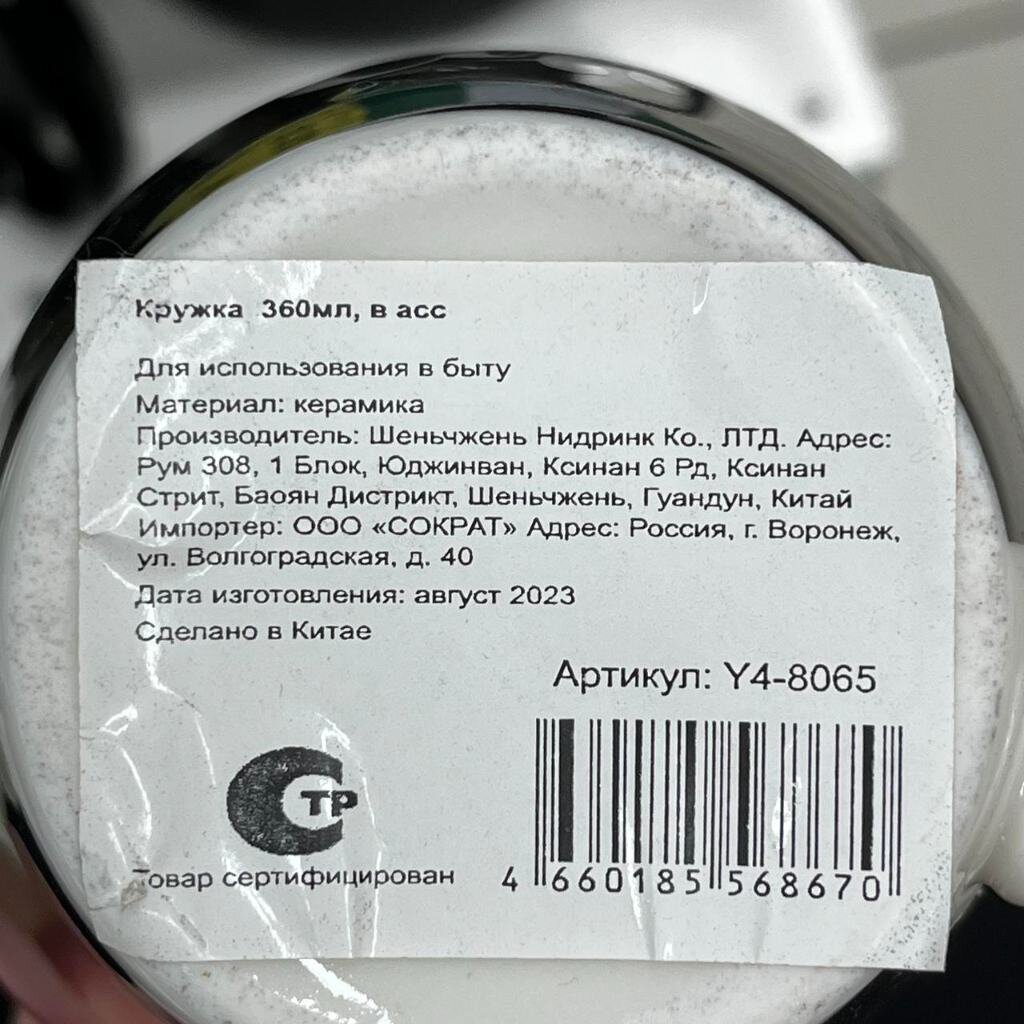 Кружка 360мл, в асс
Для использования в быту
Материал: керамика
Производитель: Шеньчжень Нидринк Ко., ЛТД. Адрес:
Рум 308, 1 Блок, Юджинван, Ксинан 6 Рд, Ксинан
Стрит, Баоян Дистрикт, Шеньчжень, Гуандун, Китай
Импортер: ООО «СОКРАТ» Адрес: Россия, г. Воронеж,
ул. Волгоградская, д. 40
Дата изготовления: август 2023
Сделано в Китае
Артикул: Y4-8065
СТР
Товар сертифицирован
4 660185 568670